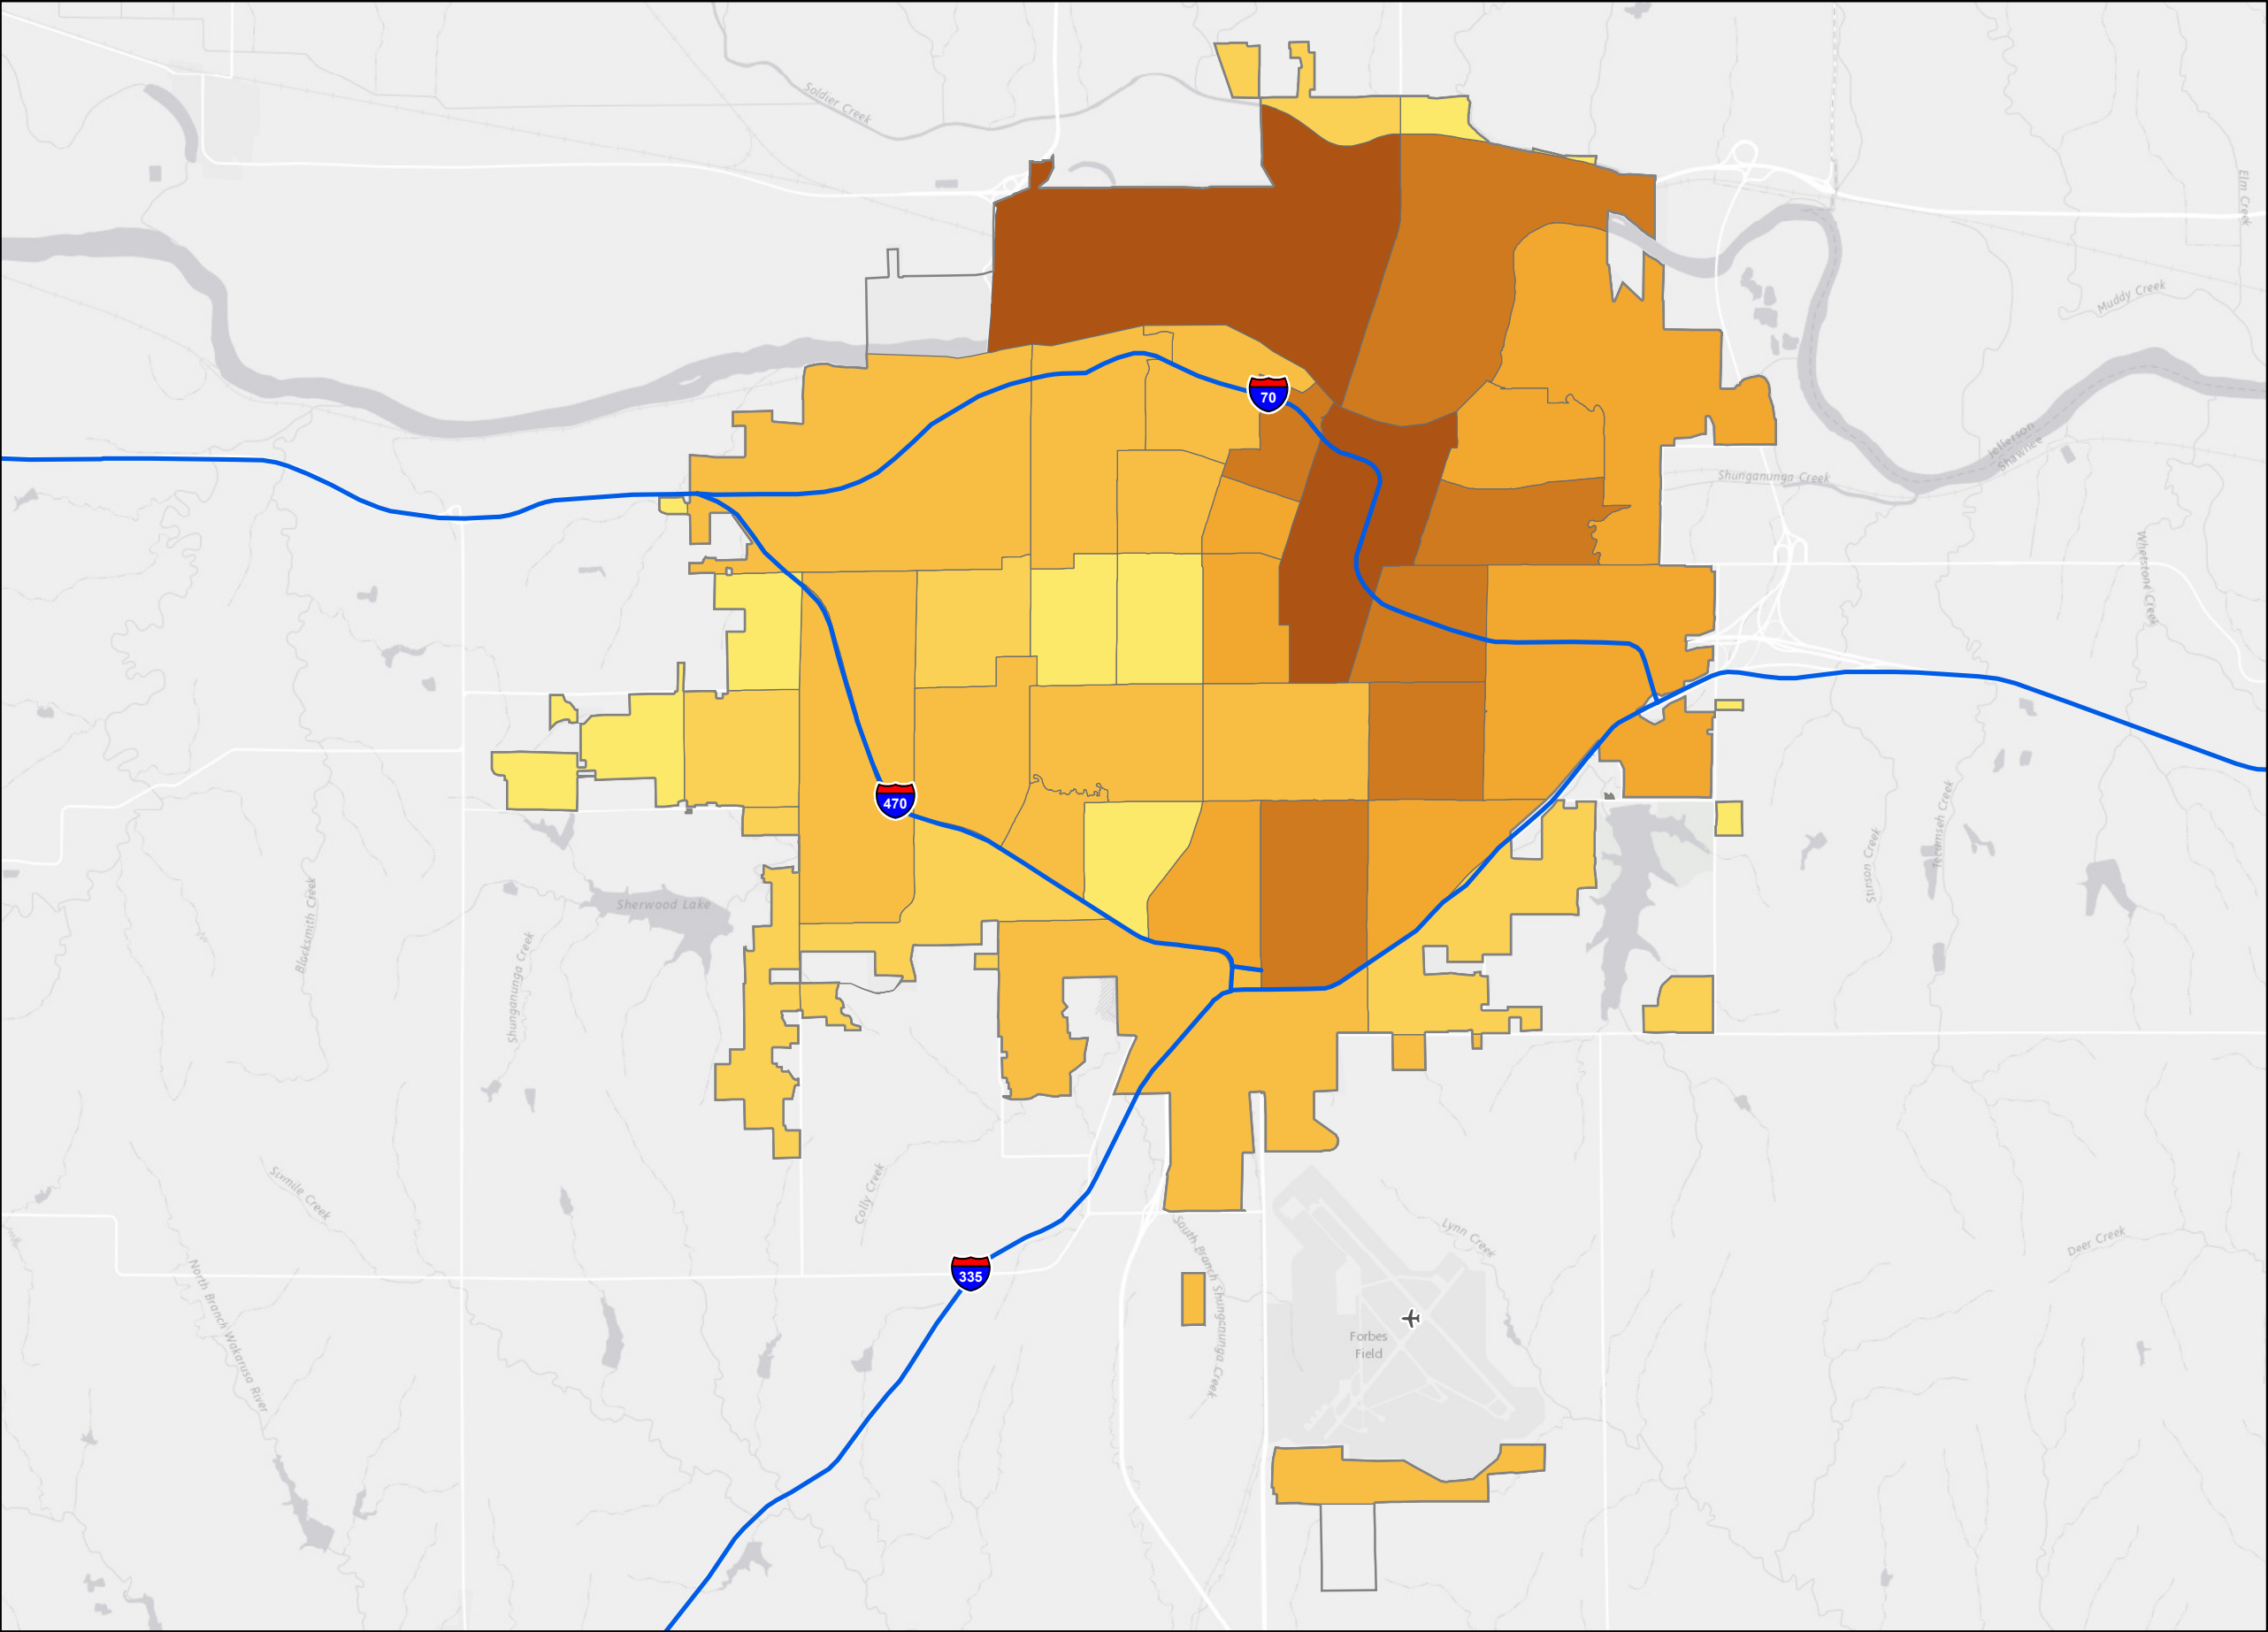 Soldier Creek
Elm Creek
Muddy Creek
70
Jefferson
Shawnee
Shunganunga Creek
Whetstone Creek
470
Stinson Creek
Tecumseh Creek
Sherwood Lake
Blacksmith Creek
Shunganunga Creek
Sixmile Creek
Colly Creek
South Branch Shunganunga Creek
Lynn Creek
Deer Creek
335
North Branch Wakarusa River
Forbes
Field